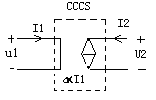 CCCS
I1 I2
+ +
u1 U2
αI1
- -